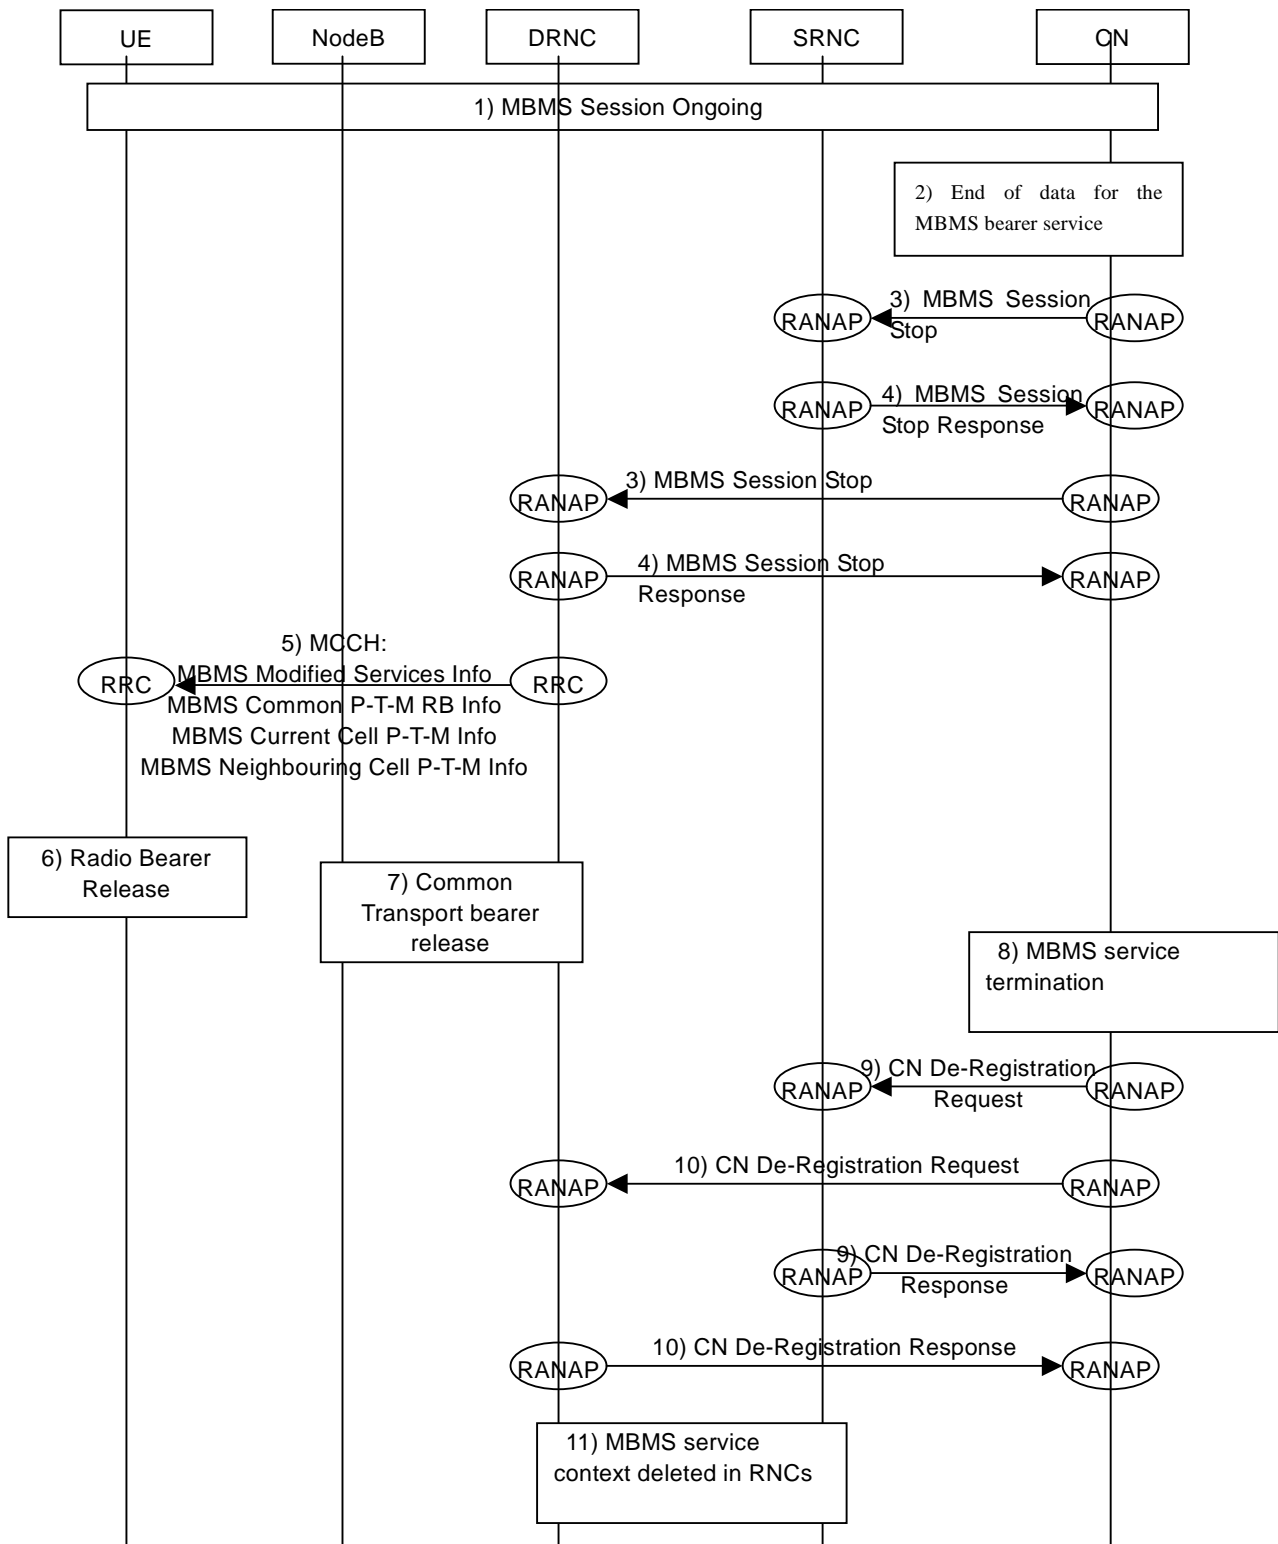 UE
NodeB
DRNC
SRNC
CN
1) MBMS Session Ongoing
2) End of data for the
MBMS bearer service
3) MBMS Session
Stop
RANAP
RANAP
4) MBMS Session
Stop Response
RANAP
RANAP
3) MBMS Session Stop
RANAP
RANAP
4) MBMS Session Stop
Response
RANAP
RANAP
5) MCCH:
MBMS Modified Services Info
MBMS Common P-T-M RB Info
MBMS Current Cell P-T-M Info
MBMS Neighbouring Cell P-T-M Info
RRC
RRC
6) Radio Bearer
Release
7) Common
Transport bearer
release
8) MBMS service
termination
9) CN De-Registration
Request
RANAP
RANAP
10) CN De-Registration Request
RANAP
RANAP
9) CN De-Registration
Response
RANAP
RANAP
10) CN De-Registration Response
RANAP
RANAP
11) MBMS service
context deleted in RNCs